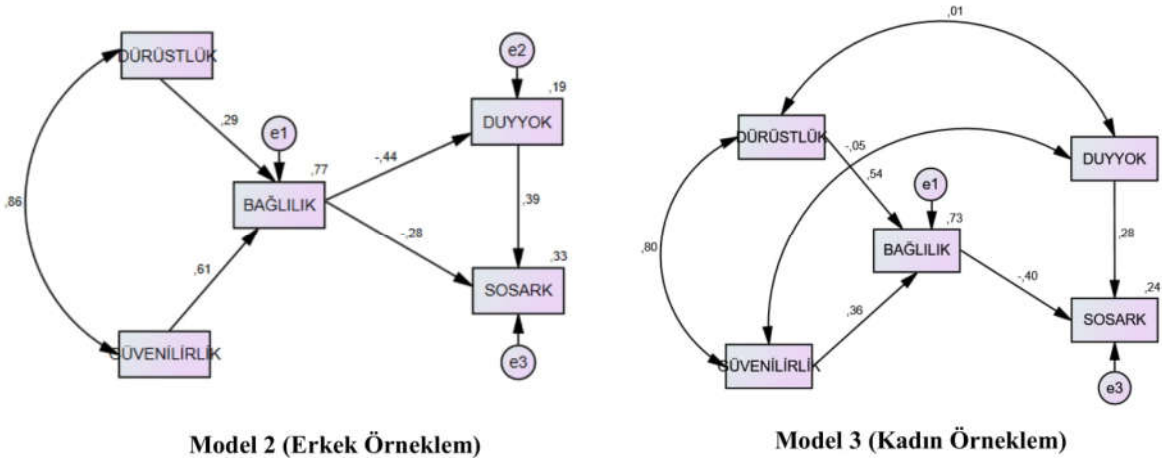 DÜRÜSTLÜK
e2
,19
DUYYOK
,29
e1
,77
BAĞLILIK
-,44
,39
,86
-,28
,61
,33
SOSARK
GÜVENİLİRLİK
e3
Model 2 (Erkek Örneklem)
,01
DÜRÜSTLÜK
-,05
DUYYOK
,54
e1
,73
BAĞLILIK
,80
,28
-,40
,36
,24
SOSARK
GÜVENİLİRLİK
e3
Model 3 (Kadın Örneklem)